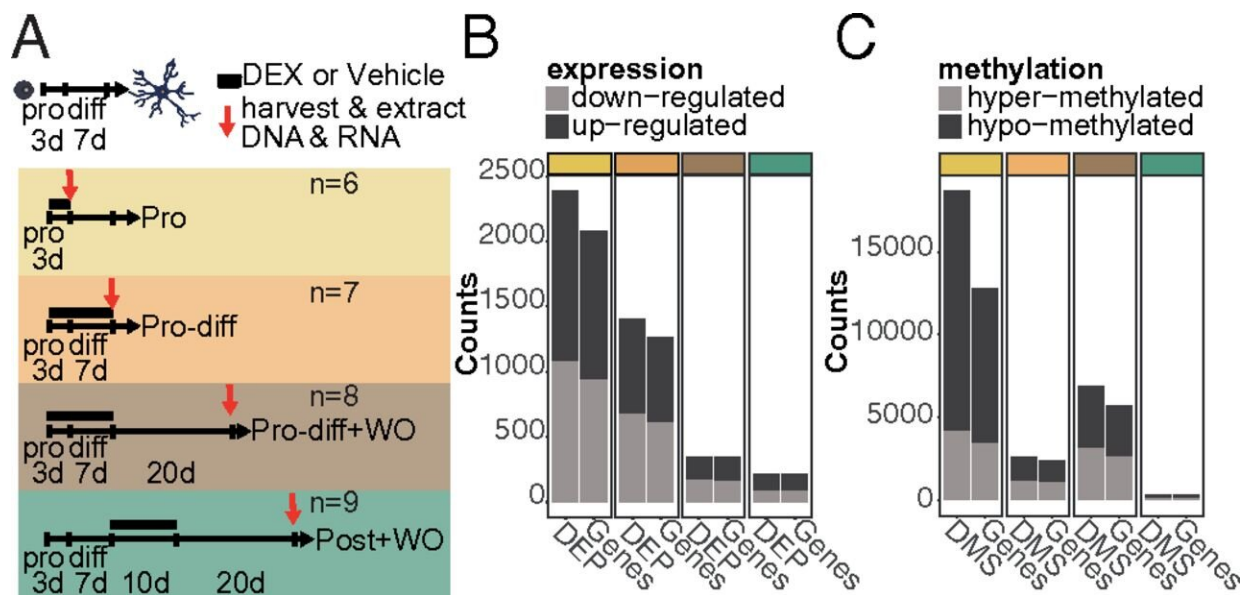 A
pro diff
3d 7d
DEX or Vehicle
harvest & extract
DNA & RNA
n=6
Pro
pro
3d
n=7
Pro-diff
pro diff
3d 7d
n=8
Pro-diff+WO
pro diff
3d 7d 20d
n=9
Post+WO
pro diff
3d 7d 10d 20d
B
expression
down-regulated
up-regulated
Counts
2500
2000
1500
1000
500
0
DEP
Genes
DEP
Genes
DEP
Genes
DEP
Genes
C
methylation
hyper-methylated
hypo-methylated
Counts
15000
10000
5000
0
DMS
Genes
DMS
Genes
DMS
Genes
DMS
Genes